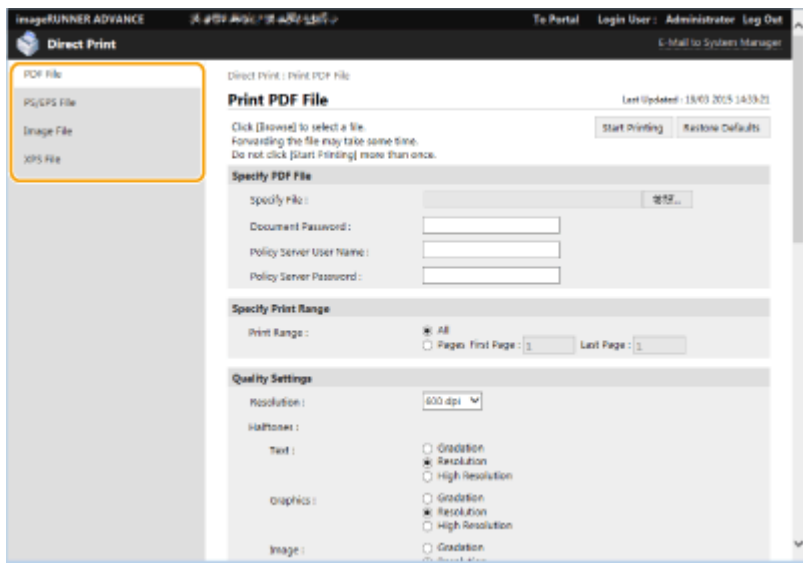 imageRUNNER ADVANCE
To Portal Login User : Administrator Log Out
Direct Print
E-Mail to System Manager
PDF File
PS/EPS File
Image File
XPS File
Direct Print : Print PDF File
Print PDF File
Last Updated : 19/03 2015 14:33:21
Click [Browse] to select a file.
Forwarding the file may take some time.
Do not click [Start Printing] more than once.
Start Printing Restore Defaults
Specify PDF File
Specify File :
Document Password :
Policy Server User Name :
Policy Server Password :
Specify Print Range
Print Range :
All
Pages First Page : 1 Last Page : 1
Quality Settings
Resolution : 600 dpi
Halftones :
Text : Gradation
Resolution
High Resolution
Graphics : Gradation
Resolution
High Resolution
Image : Gradation
Resolution